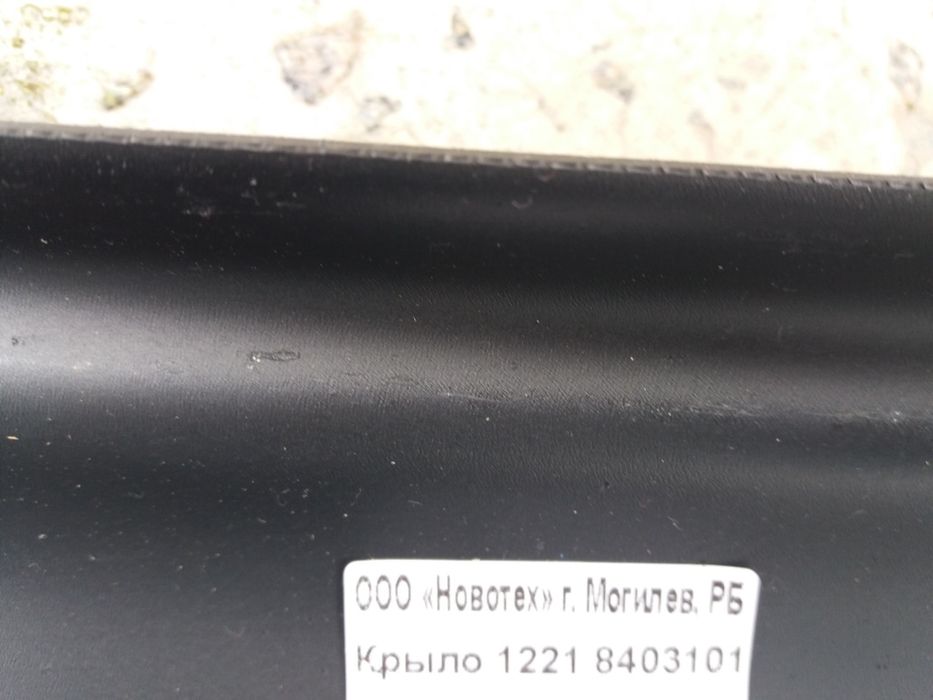 ООО «Новотех» г. Могилев. РБ
Крыло 1221 8403101